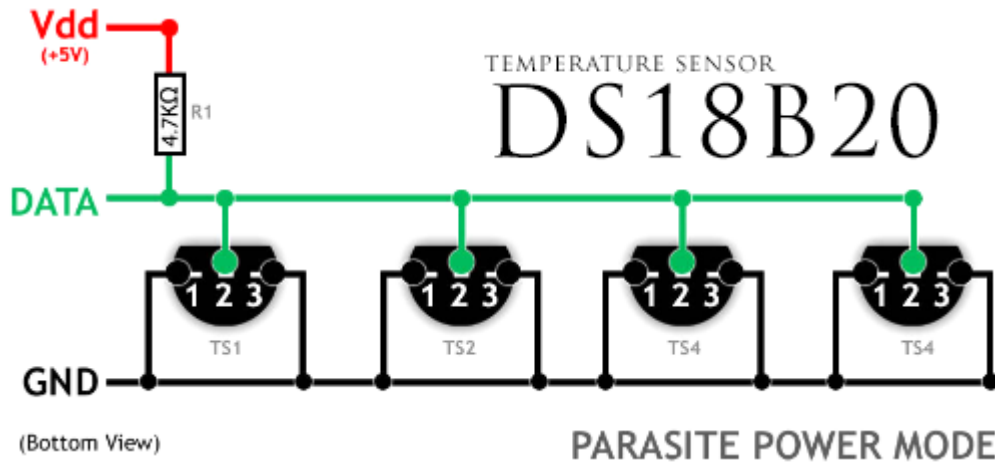 Vdd
(+5V)
4.7KΩ
R1
TEMPERATURE SENSOR
DS18B20
DATA
1 2 3
1 2 3
1 2 3
1 2 3
TS1
TS2
TS4
TS4
GND
(Bottom View)
PARASITE POWER MODE